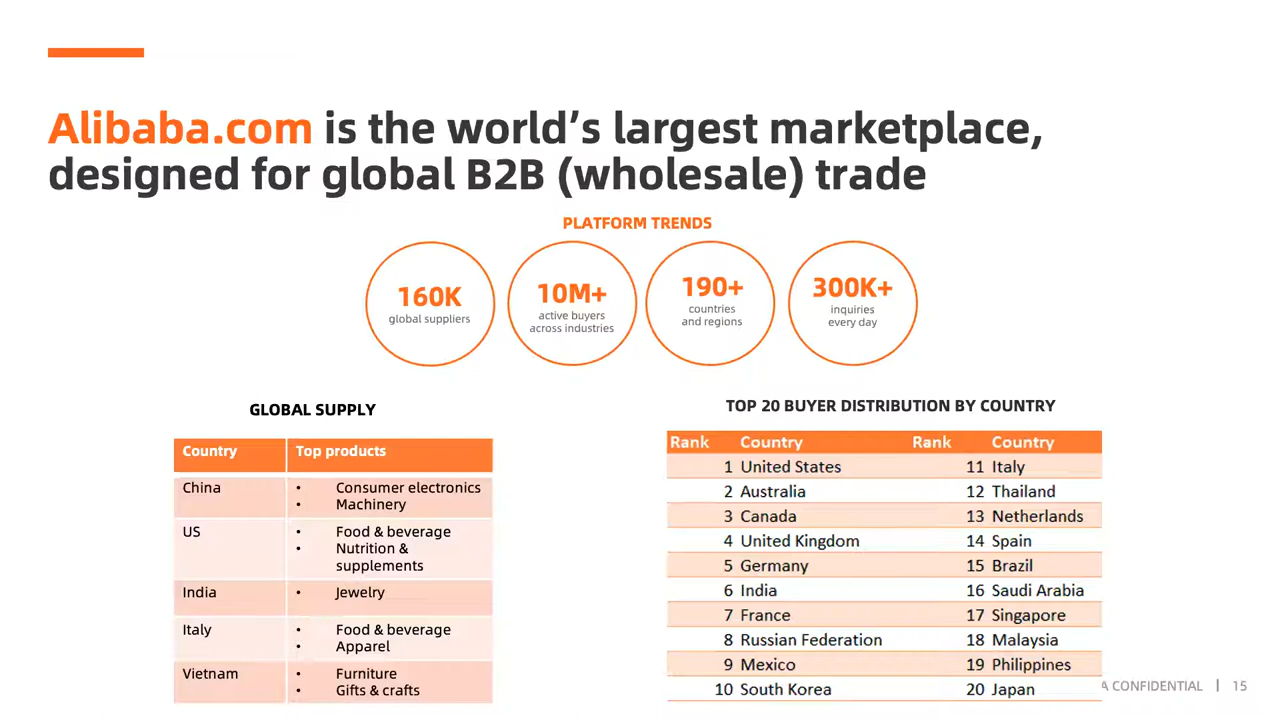 Alibaba.com is the world's largest marketplace,
designed for global B2B (wholesale) trade
PLATFORM TRENDS
160K
global suppliers
10M+
active buyers
across industries
190+
countries
and regions
300K+
inquiries
every day
GLOBAL SUPPLY
Country Top products
China • Consumer electronics
• Machinery
US • Food & beverage
• Nutrition &
supplements
India • Jewelry
Italy • Food & beverage
• Apparel
Vietnam • Furniture
• Gifts & crafts
TOP 20 BUYER DISTRIBUTION BY COUNTRY
Rank Country Rank Country
1 United States 11 Italy
2 Australia 12 Thailand
3 Canada 13 Netherlands
4 United Kingdom 14 Spain
5 Germany 15 Brazil
6 India 16 Saudi Arabia
7 France 17 Singapore
8 Russian Federation 18 Malaysia
9 Mexico 19 Philippines
10 South Korea 20 Japan
CONFIDENTIAL | 15